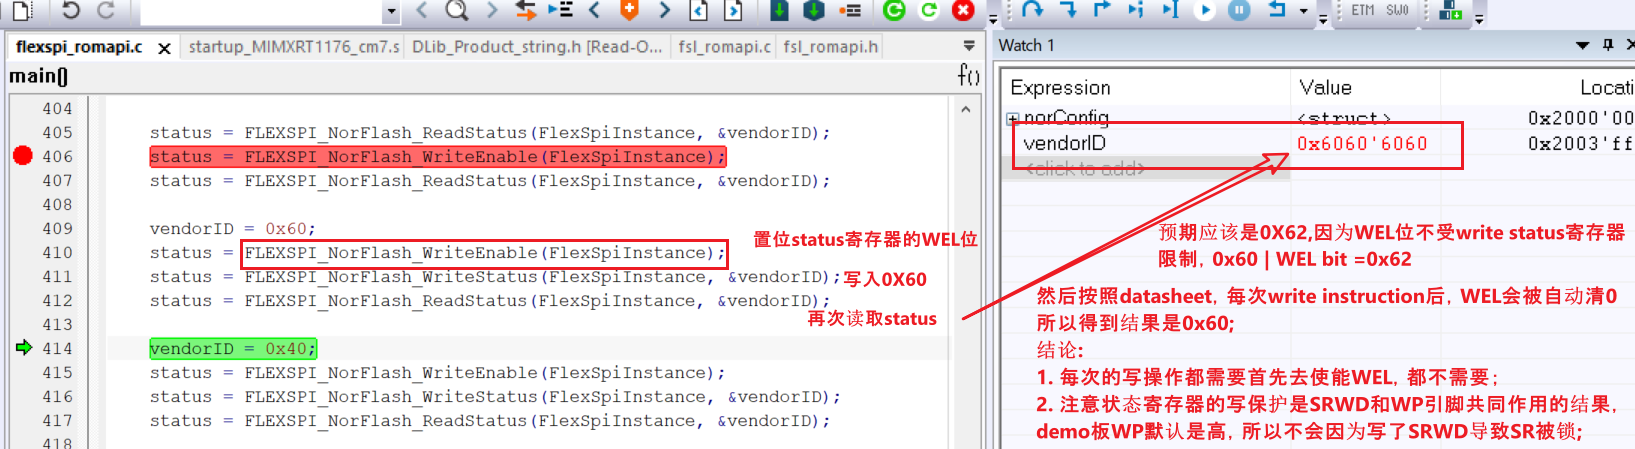 ETM SWO
flexspi_romapi.c
startup_MIMXRT1176_cm7.s
DLib_Product_string.h [Read-O...
fsl_romapi.c
fsl_romapi.h
Watch 1
main()
f()
Expression Value Locati
404
405 status = FLEXSPI_NorFlash_ReadStatus(FlexSpiInstance, &vendorID);
406 status = FLEXSPI_NorFlash_WriteEnable(FlexSpiInstance);
407 status = FLEXSPI_NorFlash_ReadStatus(FlexSpiInstance, &vendorID);
408
409 vendorID = 0x60;
410 status = FLEXSPI_NorFlash_WriteEnable(FlexSpiInstance);
411 status = FLEXSPI_NorFlash_WriteStatus(FlexSpiInstance, &vendorID);
412 status = FLEXSPI_NorFlash_ReadStatus(FlexSpiInstance, &vendorID);
413
414 vendorID = 0x40;
415 status = FLEXSPI_NorFlash_WriteEnable(FlexSpiInstance);
416 status = FLEXSPI_NorFlash_WriteStatus(FlexSpiInstance, &vendorID);
417 status = FLEXSPI_NorFlash_ReadStatus(FlexSpiInstance, &vendorID);
418
置位status寄存器的WEL位
写入0X60
再次读取status
norConfig <struct> 0x2000'00
vendorID 0x6060'6060 0x2003'ff
<click to add>
预期应该是0X62,因为WEL位不受write status寄存器
限制，0x60 | WEL bit =0x62
然后按照datasheet，每次write instruction后，WEL会被自动清0
所以得到结果是0x60;
结论:
1. 每次的写操作都需要首先去使能WEL，都不需要；
2. 注意状态寄存器的写保护是SRWD和WP引脚共同作用的结果，
demo板WP默认是高，所以不会因为写了SRWD导致SR被锁;